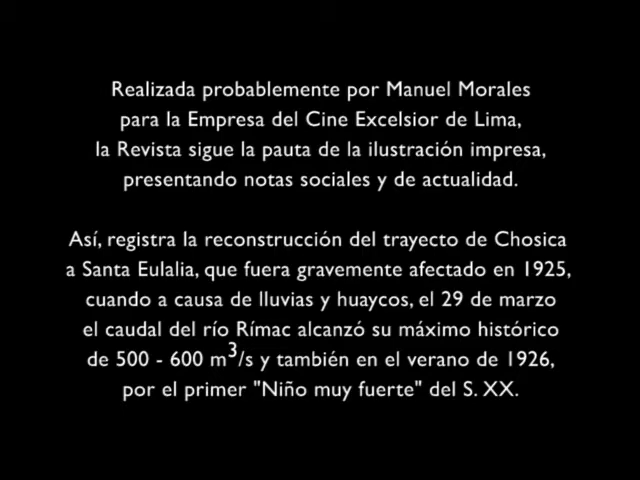 Realizada probablemente por Manuel Morales
para la Empresa del Cine Excelsior de Lima,
la Revista sigue la pauta de la ilustración impresa,
presentando notas sociales y de actualidad.
Así, registra la reconstrucción del trayecto de Chosica
a Santa Eulalia, que fuera gravemente afectado en 1925,
cuando a causa de lluvias y huaycos, el 29 de marzo
el caudal del río Rímac alcanzó su máximo histórico
de 500 - 600 m³/s y también en el verano de 1926,
por el primer "Niño muy fuerte" del S. XX.